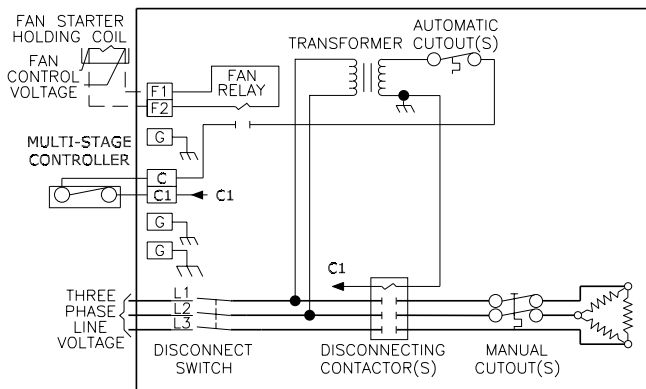 FAN STARTER
HOLDING COIL
FAN
CONTROL
VOLTAGE
F1
F2
FAN
RELAY
TRANSFORMER
AUTOMATIC
CUTOUT(S)
G
MULTI-STAGE
CONTROLLER
C
C1
C1
G
G
C1
THREE
PHASE
LINE
VOLTAGE
L1
L2
L3
DISCONNECT
SWITCH
DISCONNECTING
CONTACTOR(S)
MANUAL
CUTOUT(S)